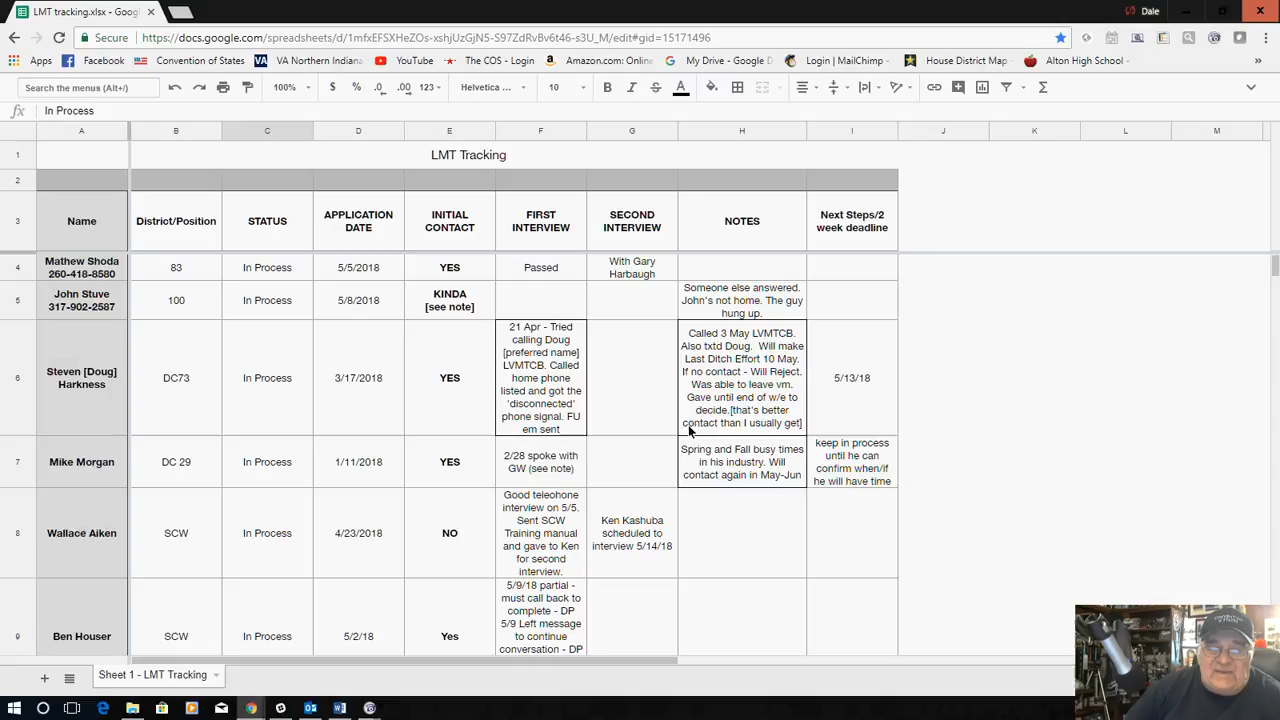 LMT tracking.xlsx - Goog
Dale
Secure
https://docs.google.com/spreadsheets/d/1mfxEFSXHeZOs-xshjUzGjN5-S97ZdRvBv6t46-s3U_M/edit#gid=15171496
Apps Facebook Convention of States VA Northern Indiana YouTube The COS - Login Amazon.com: Onlin My Drive - Google D Login | MailChimp House District Map Alton High School -
Search the menus (Alt+/) 100% $ % .0 .00 123 Helvetica ... 10 B I S A Σ
fx In Process
A B C D E F G H I J K L M
1 LMT Tracking
2
3
Name
District/Position
STATUS
APPLICATION
DATE
INITIAL
CONTACT
FIRST
INTERVIEW
SECOND
INTERVIEW
NOTES
Next Steps/2
week deadline
4
Mathew Shoda
260-418-8580
83
In Process
5/5/2018
YES
Passed
With Gary
Harbaugh
5
John Stuve
317-902-2587
100
In Process
5/8/2018
KINDA
[see note]
Someone else answered.
John's not home. The guy
hung up.
6
Steven [Doug]
Harkness
DC73
In Process
3/17/2018
YES
21 Apr - Tried
calling Doug
[preferred name]
LVMTCB. Called
home phone
listed and got the
'disconnected'
phone signal. FU
em sent
Called 3 May LVMTCB.
Also txtd Doug. Will make
Last Ditch Effort 10 May.
If no contact - Will Reject.
Was able to leave vm.
Gave until end of w/e to
decide.[that's better
contact than I usually get]
5/13/18
7
Mike Morgan
DC 29
In Process
1/11/2018
YES
2/28 spoke with
GW (see note)
Spring and Fall busy times
in his industry. Will
contact again in May-Jun
keep in process
until he can
confirm when/if
he will have time
8
Wallace Aiken
SCW
In Process
4/23/2018
NO
Good teleohone
interview on 5/5.
Sent SCW
Training manual
and gave to Ken
for second
interview.
Ken Kashuba
scheduled to
interview 5/14/18
9
Ben Houser
SCW
In Process
5/2/18
Yes
5/9/18 partial -
must call back to
complete - DP
5/9 Left message
to continue
conversation - DP
Sheet 1 - LMT Tracking